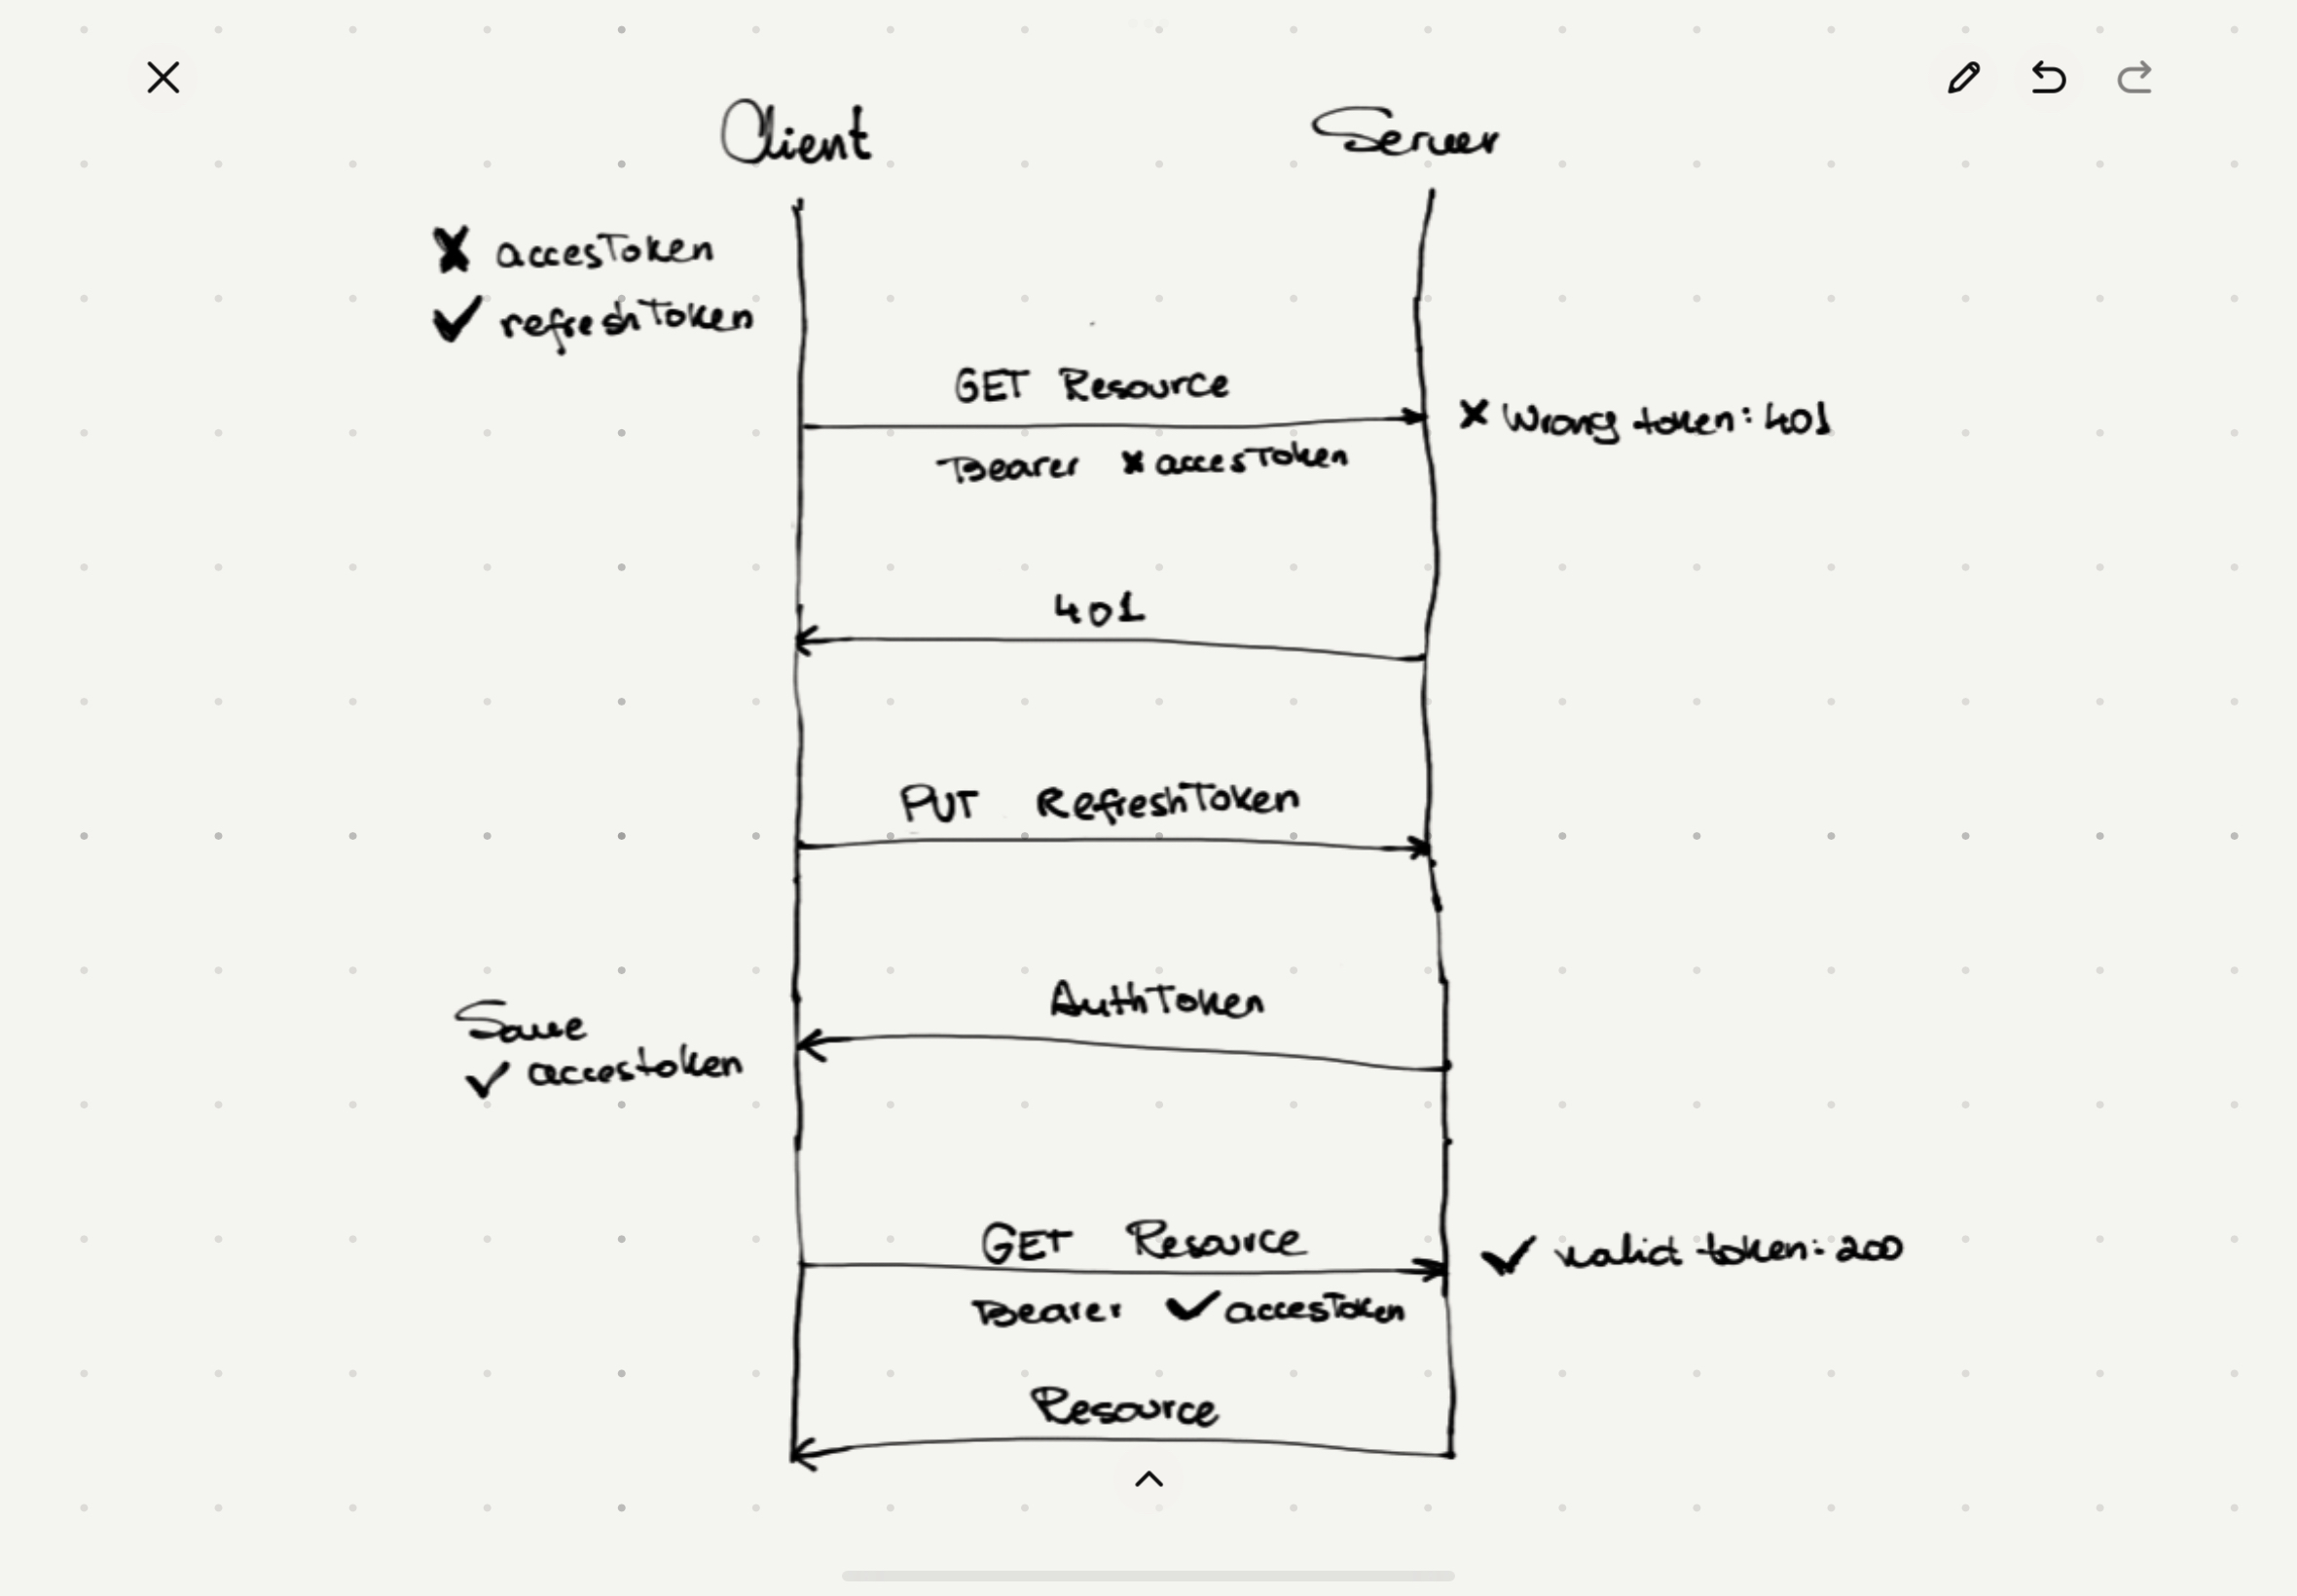 Client
Server
accesToken
refreshToken
GET Resource
Wrong token: 401
Bearer accesToken
401
PUT RefreshToken
AuthToken
Save
accestoken
GET Resource
valid token: 200
Bearer accesToken
Resource